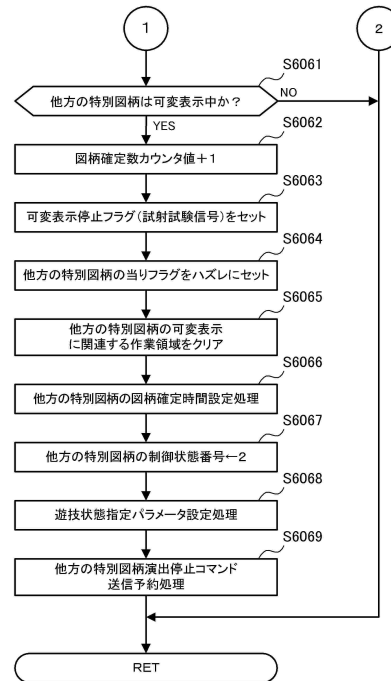 1
2
S6061
他方の特別図柄は可変表示中か？
NO
YES
S6062
図柄確定数カウンタ値＋1
S6063
可変表示停止フラグ（試射試験信号）をセット
S6064
他方の特別図柄の当りフラグをハズレにセット
S6065
他方の特別図柄の可変表示
に関連する作業領域をクリア
S6066
他方の特別図柄の図柄確定時間設定処理
S6067
他方の特別図柄の制御状態番号←2
S6068
遊技状態指定パラメータ設定処理
S6069
他方の特別図柄演出停止コマンド
送信予約処理
RET